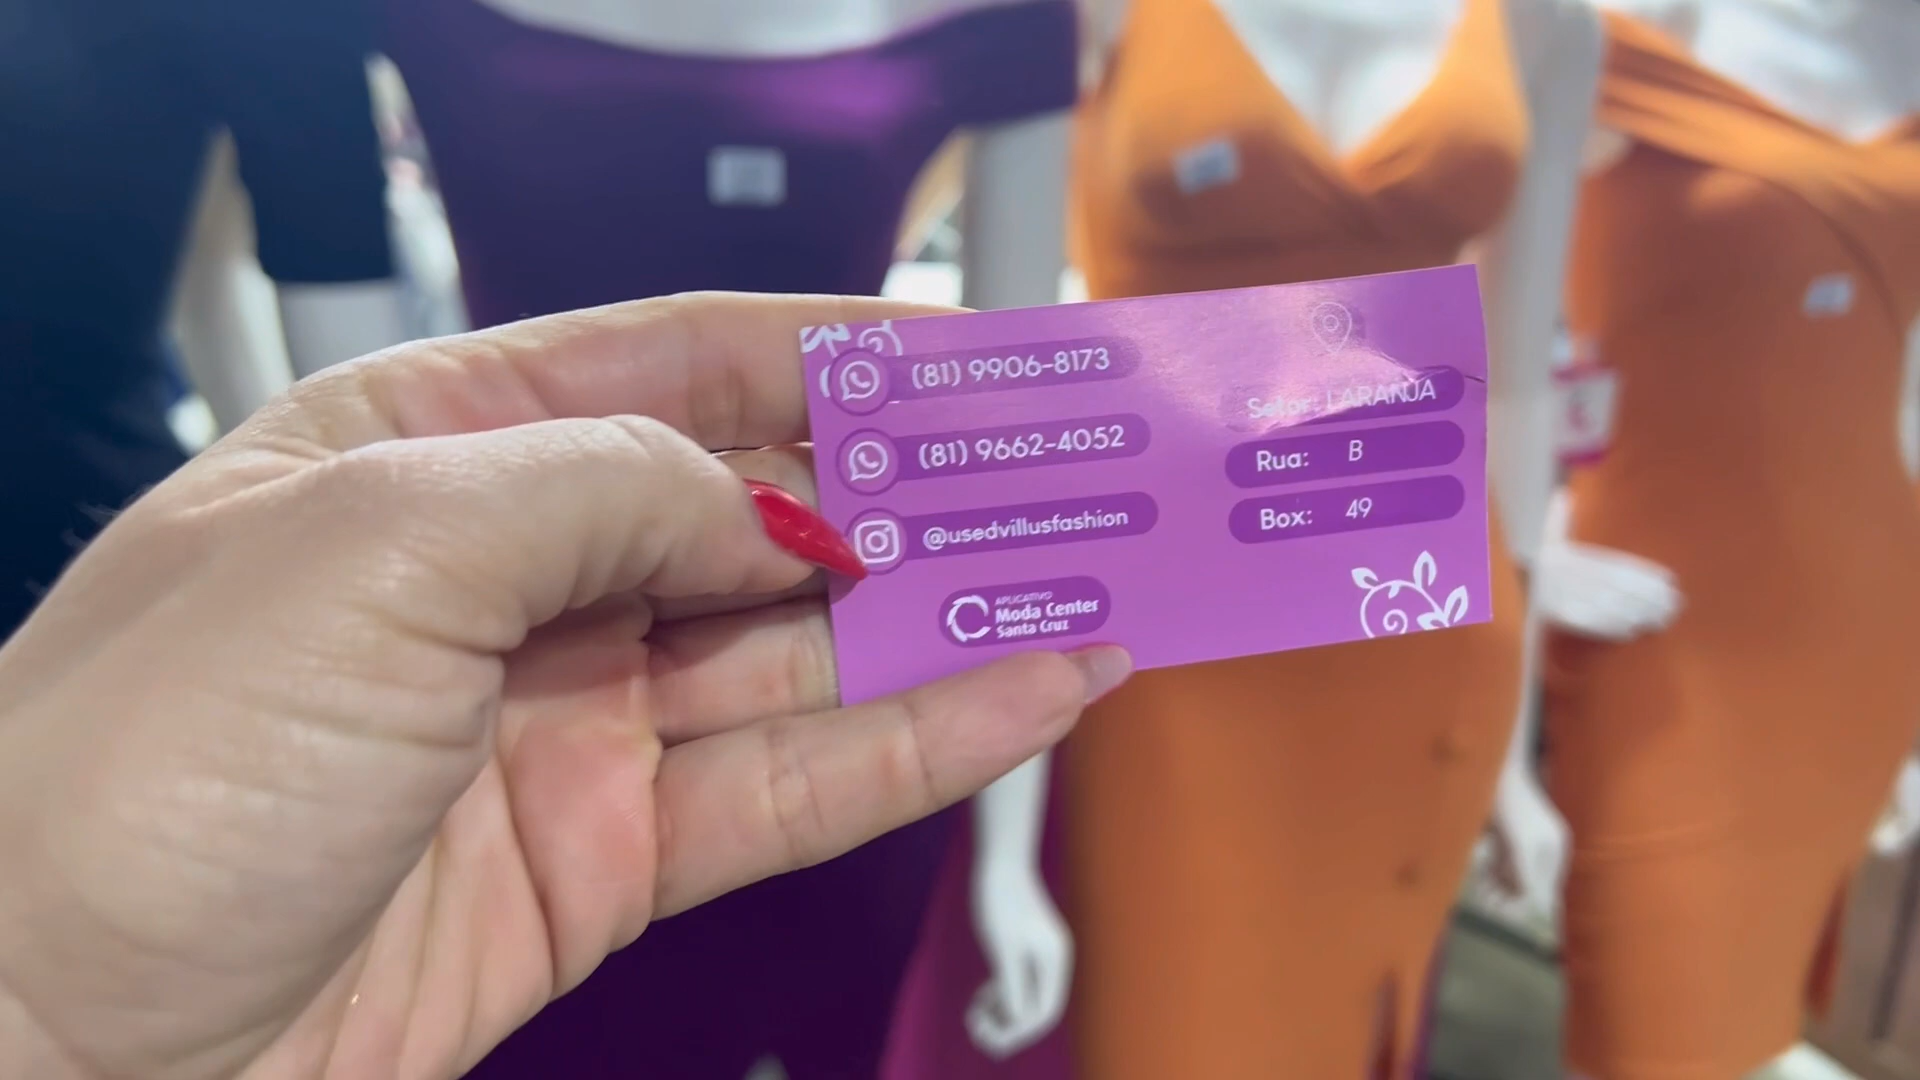 (81) 9906-8173
(81) 9662-4052
@usedvillusfashion
APLICATIVO
Moda Center
Santa Cruz
Setor: LARANJA
Rua: B
Box: 49